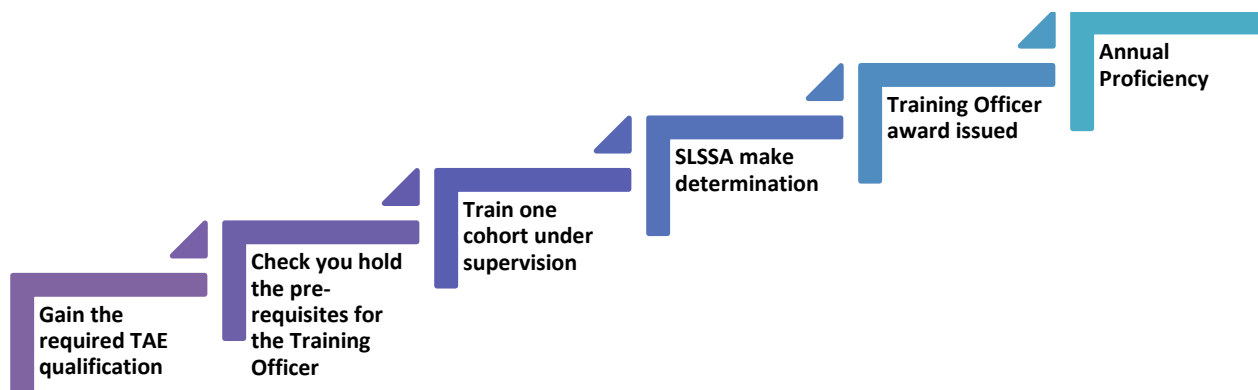 Gain the
required TAE
qualification
Check you hold
the pre-
requisites for
the Training
Officer
Train one
cohort under
supervision
SLSSA make
determination
Training Officer
award issued
Annual
Proficiency